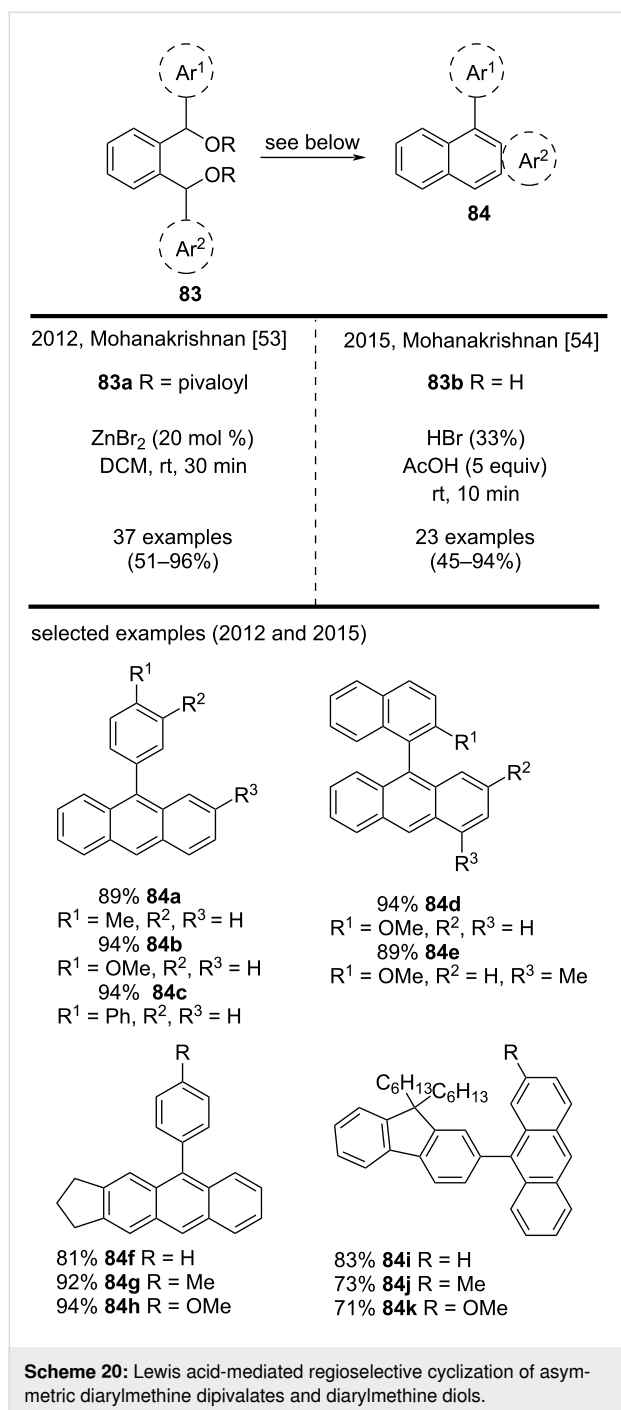 Ar¹
Ar¹
OR
OR
see below
Ar²
Ar²
84
83
2012, Mohanakrishnan [53]
2015, Mohanakrishnan [54]
83a R = pivaloyl
83b R = H
ZnBr₂ (20 mol %)
DCM, rt, 30 min
HBr (33%)
AcOH (5 equiv)
rt, 10 min
37 examples
(51–96%)
23 examples
(45–94%)
selected examples (2012 and 2015)
R¹
R²
R³
89% 84a
R¹ = Me, R², R³ = H
94% 84b
R¹ = OMe, R², R³ = H
94% 84c
R¹ = Ph, R², R³ = H
R¹
R²
R³
94% 84d
R¹ = OMe, R², R³ = H
89% 84e
R¹ = OMe, R² = H, R³ = Me
R
81% 84f R = H
92% 84g R = Me
94% 84h R = OMe
R
C₆H₁₃ C₆H₁₃
83% 84i R = H
73% 84j R = Me
71% 84k R = OMe
Scheme 20: Lewis acid-mediated regioselective cyclization of asym-
metric diarylmethine dipivalates and diarylmethine diols.